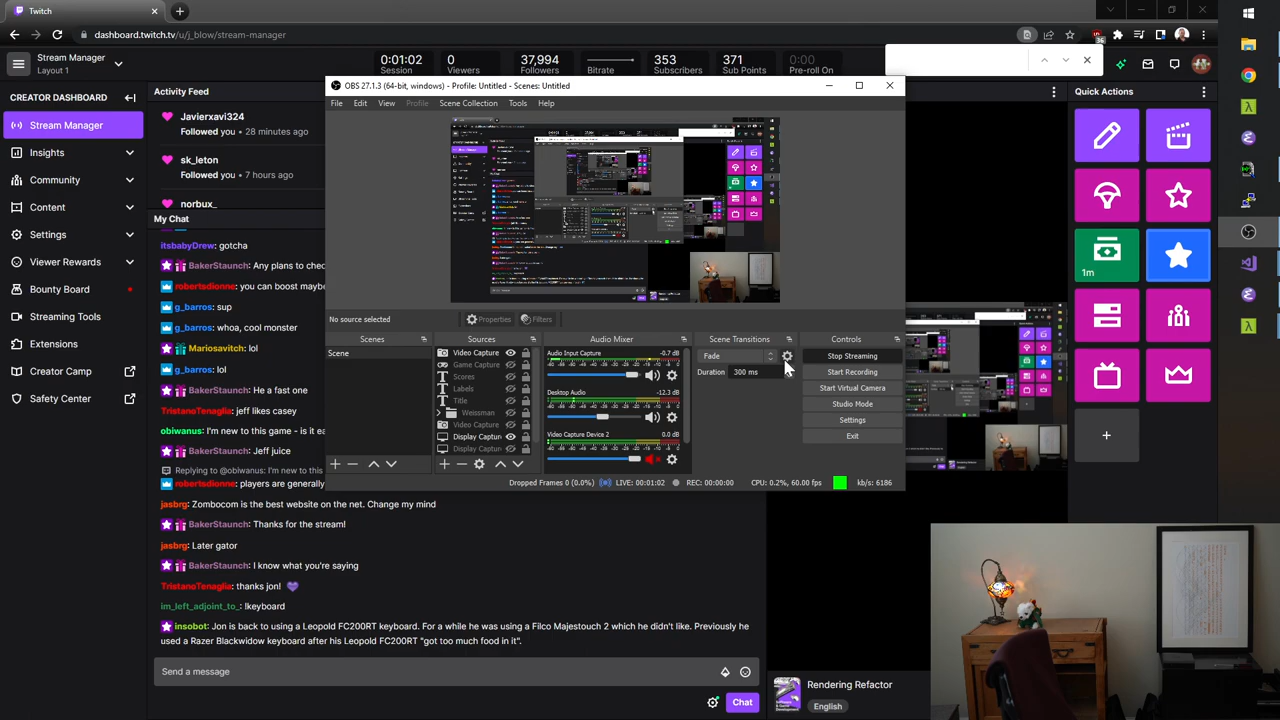 Twitch
dashboard.twitch.tv/u/j_blow/stream-manager
36
Stream Manager
Layout 1
0:01:02
Session
0
Viewers
37,994
Followers
Bitrate
353
Subscribers
371
Sub Points
0:00
Pre-roll On
CREATOR DASHBOARD
Stream Manager
Insights
Community
Content
Settings
Viewer Rewards
Bounty Board
Streaming Tools
Extensions
Creator Camp
Safety Center
Activity Feed
Javierxavi324
Followed you • 28 minutes ago
sk_leton
Followed you • 7 hours ago
norbux_
My Chat
itsbabyDrew: gotcha
BakerStaunch: Any plans to chec
robertsdionne: you can boost maybe
g_barros: sup
g_barros: whoa, cool monster
Mariosavitch: lol
g_barros: lol
BakerStaunch: He a fast one
TristanoTenaglia: jeff likes casey
obiwanus: I'm new to this game - is it ea
BakerStaunch: Jeff juice
Replying to @obiwanus: I'm new to this
robertsdionne: players are generally
jasbrg: Zombocom is the best website on the net. Change my mind
BakerStaunch: Thanks for the stream!
jasbrg: Later gator
BakerStaunch: I know what you're saying
TristanoTenaglia: thanks jon!
im_left_adjoint_to_: !keyboard
insobot: Jon is back to using a Leopold FC200RT keyboard. For a while he was using a Filco Majestouch 2 which he didn't like. Previously he
used a Razer Blackwidow keyboard after his Leopold FC200RT "got too much food in it".
Send a message
Chat
OBS 27.1.3 (64-bit, windows) - Profile: Untitled - Scenes: Untitled
File Edit View Profile Scene Collection Tools Help
No source selected
Properties
Filters
Scenes
Scene
Sources
Video Capture
Game Capture
Scores
Labels
Title
Weissman
Video Capture
Display Captur
Display Captur
Audio Mixer
Audio Input Capture
-0.7 dB
Desktop Audio
-12.3 dB
Video Capture Device 2
0.0 dB
Scene Transitions
Fade
Duration 300 ms
Controls
Stop Streaming
Start Recording
Start Virtual Camera
Studio Mode
Settings
Exit
Dropped Frames 0 (0.0%)
LIVE: 00:01:02
REC: 00:00:00
CPU: 0.2%, 60.00 fps
kb/s: 6186
Quick Actions
1m
Rendering Refactor
English